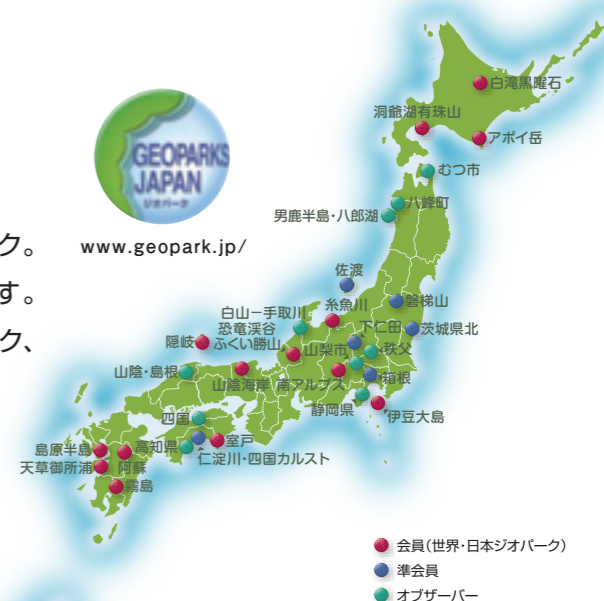 GEOPARKS
JAPAN
ジオパーク
www.geopark.jp/
ク。
す。
ク、
白滝黒曜石
洞爺湖有珠山
アポイ岳
むつ市
八峰町
男鹿半島・八郎湖
佐渡
磐梯山
糸魚川
白山－手取川
下仁田
茨城県北
恐竜渓谷
ふくい勝山
隠岐
山梨市
秩父
山陰・島根
箱根
山陰海岸
南アルプス
静岡県
伊豆大島
四国
室戸
高知県
仁淀川・四国カルスト
島原半島
天草御所浦
阿蘇
霧島
会員(世界・日本ジオパーク)
準会員
オブザーバー